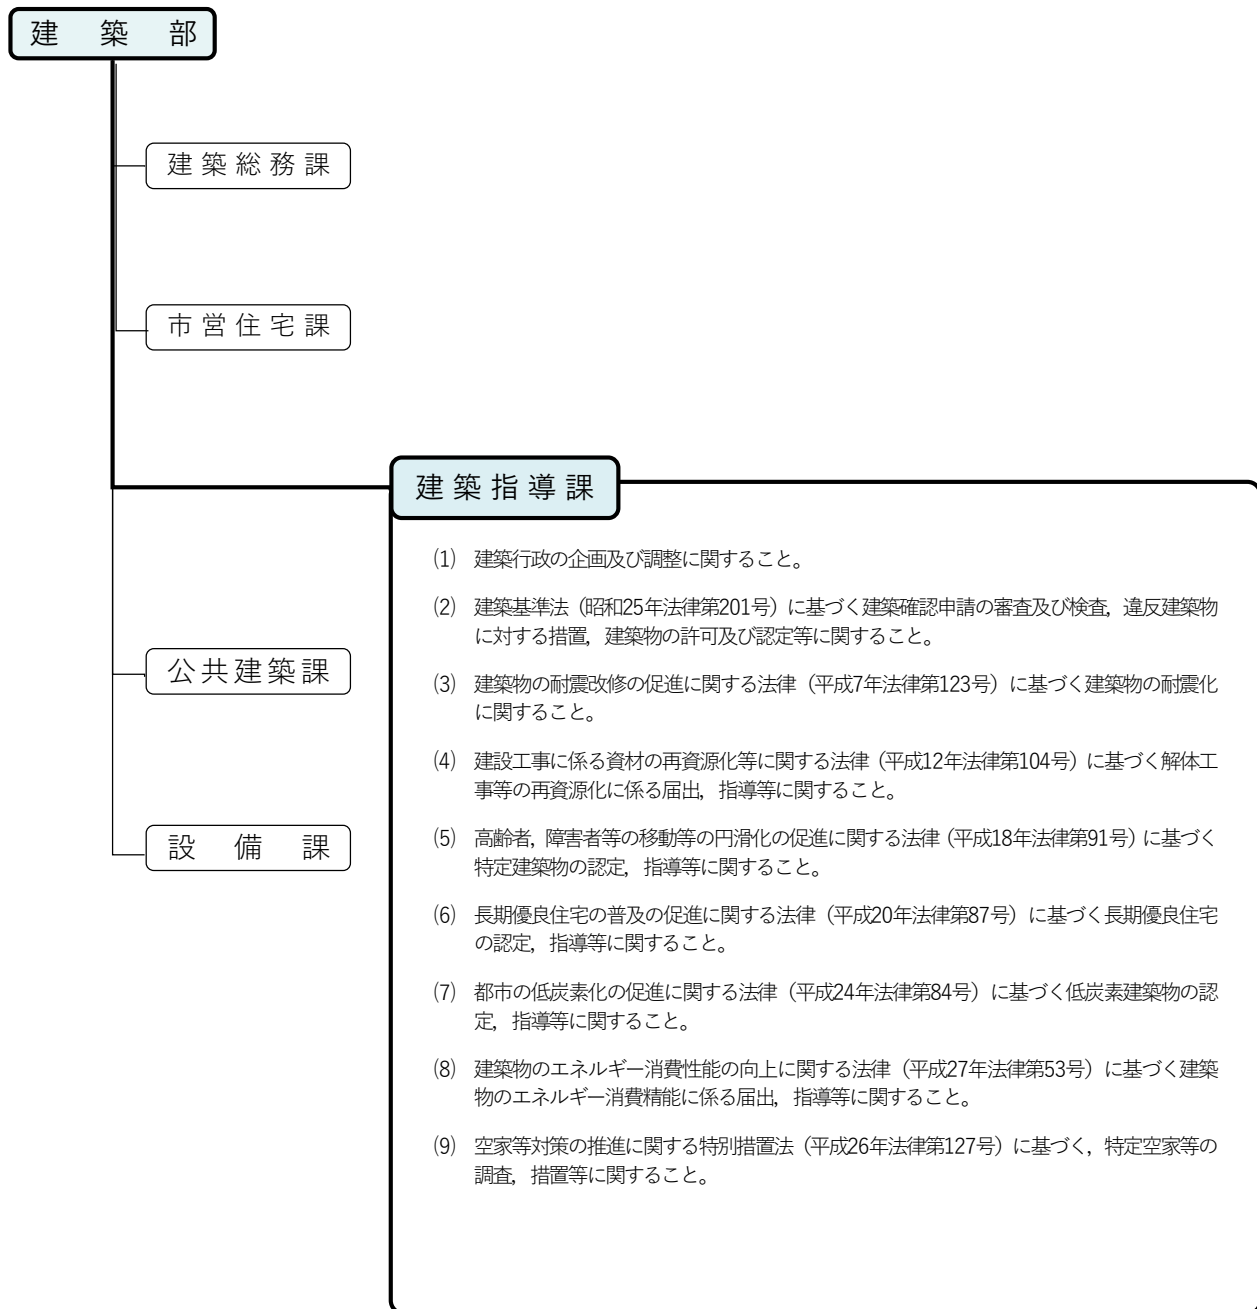 建築部
建築総務課
市営住宅課
建築指導課
(1) 建築行政の企画及び調整に関すること。
(2) 建築基準法（昭和25年法律第201号）に基づく建築確認申請の審査及び検査，違反建築物
に対する措置，建築物の許可及び認定等に関すること。
(3) 建築物の耐震改修の促進に関する法律（平成7年法律第123号）に基づく建築物の耐震化
に関すること。
(4) 建設工事に係る資材の再資源化等に関する法律（平成12年法律第104号）に基づく解体工
事等の再資源化に係る届出，指導等に関すること。
(5) 高齢者，障害者等の移動等の円滑化の促進に関する法律（平成18年法律第91号）に基づく
特定建築物の認定，指導等に関すること。
(6) 長期優良住宅の普及の促進に関する法律（平成20年法律第87号）に基づく長期優良住宅
の認定，指導等に関すること。
(7) 都市の低炭素化の促進に関する法律（平成24年法律第84号）に基づく低炭素建築物の認
定，指導等に関すること。
(8) 建築物のエネルギー消費性能の向上に関する法律（平成27年法律第53号）に基づく建築
物のエネルギー消費精能に係る届出，指導等に関すること。
(9) 空家等対策の推進に関する特別措置法（平成26年法律第127号）に基づく，特定空家等の
調査，措置等に関すること。
公共建築課
設備課